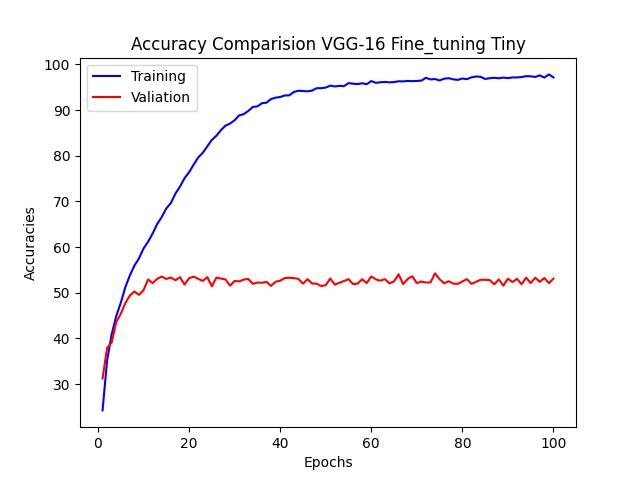 Accuracy Comparision VGG-16 Fine_tuning Tiny
Training
Valiation
100
90
80
70
60
50
40
30
Accuracies
0 20 40 60 80 100
Epochs